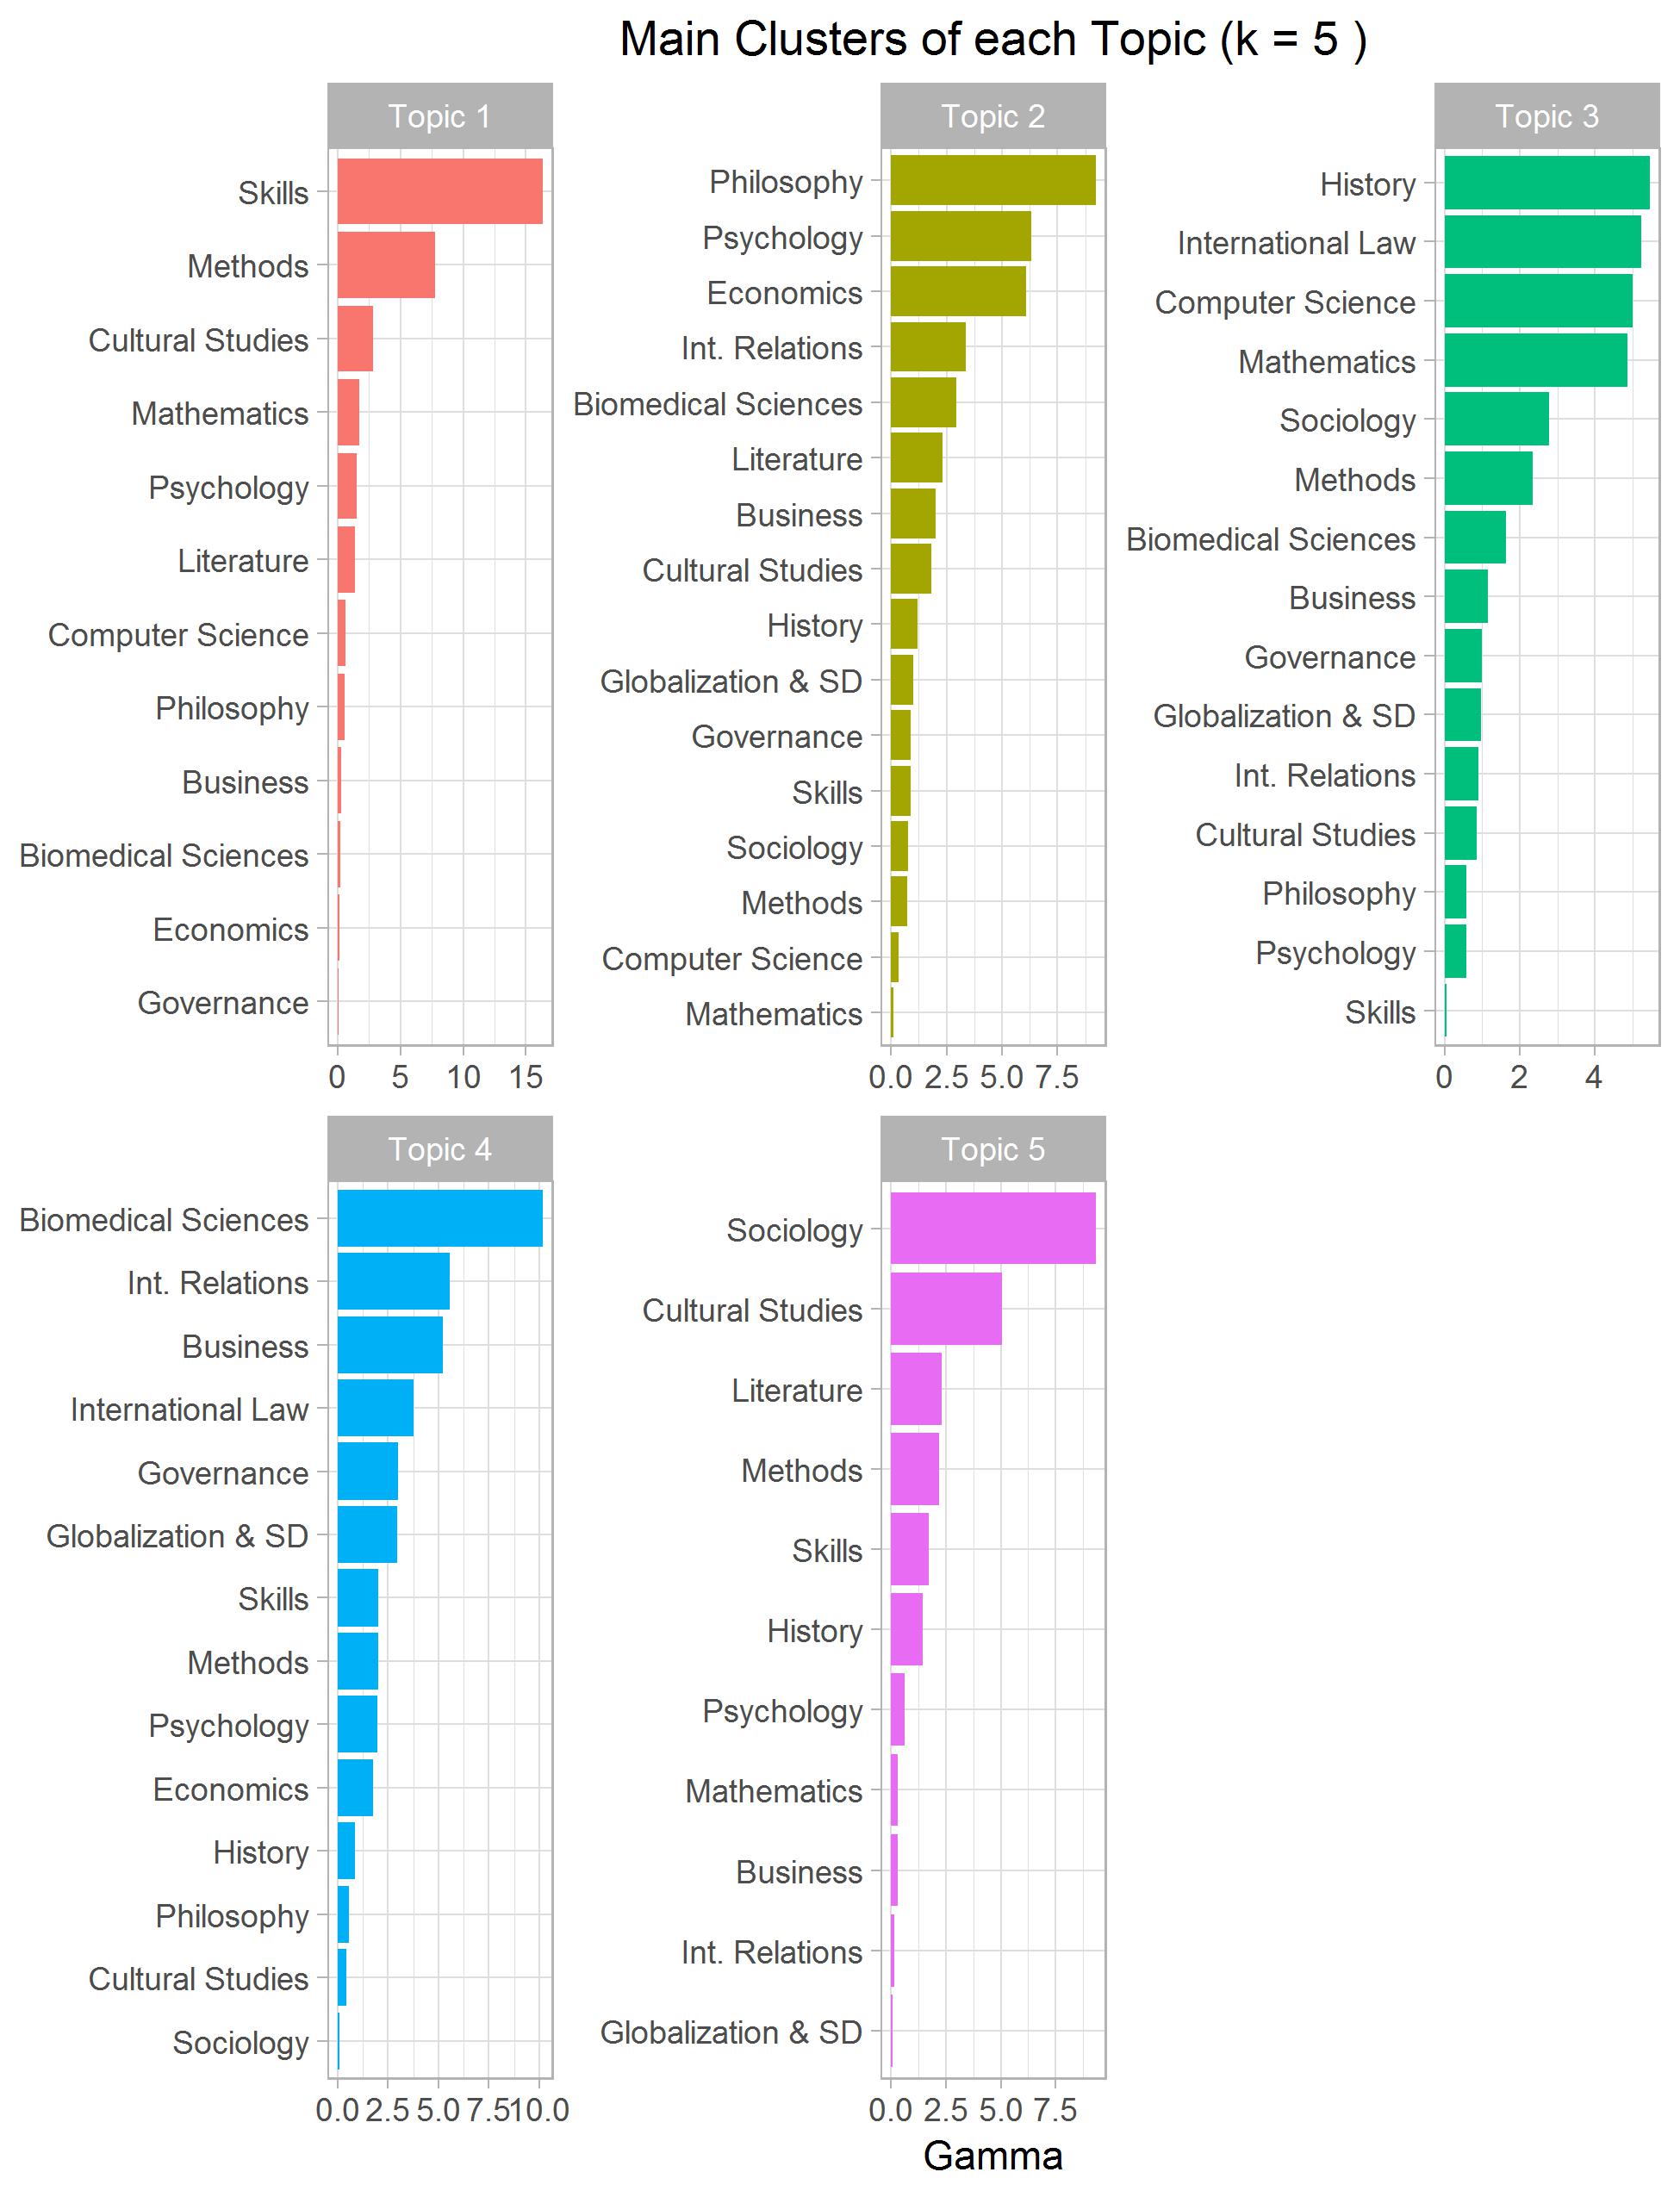 Main Clusters of each Topic (k = 5 )
Topic 1
Skills
Methods
Cultural Studies
Mathematics
Psychology
Literature
Computer Science
Philosophy
Business
Biomedical Sciences
Economics
Governance
0 5 10 15
Topic 2
Philosophy
Psychology
Economics
Int. Relations
Biomedical Sciences
Literature
Business
Cultural Studies
History
Globalization & SD
Governance
Skills
Sociology
Methods
Computer Science
Mathematics
0.0 2.5 5.0 7.5
Topic 3
History
International Law
Computer Science
Mathematics
Sociology
Methods
Biomedical Sciences
Business
Governance
Globalization & SD
Int. Relations
Cultural Studies
Philosophy
Psychology
Skills
0 2 4
Topic 4
Biomedical Sciences
Int. Relations
Business
International Law
Governance
Globalization & SD
Skills
Methods
Psychology
Economics
History
Philosophy
Cultural Studies
Sociology
0.0 2.5 5.0 7.5 10.0
Topic 5
Sociology
Cultural Studies
Literature
Methods
Skills
History
Psychology
Mathematics
Business
Int. Relations
Globalization & SD
0.0 2.5 5.0 7.5
Gamma